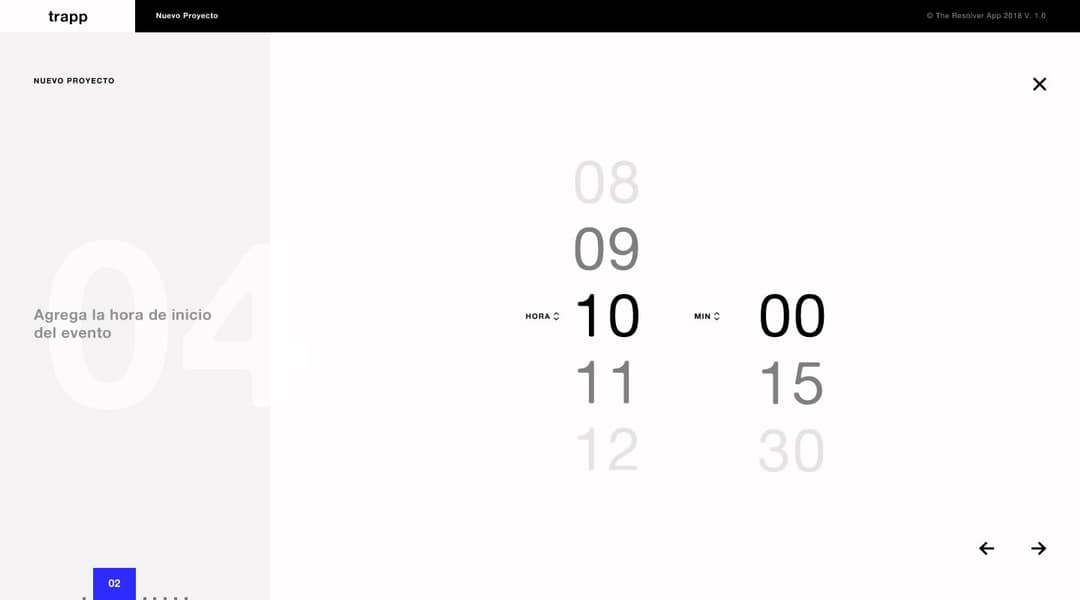 trapp
Nuevo Proyecto
© The Resolver App 2018 V. 1.0
NUEVO PROYECTO
04
Agrega la hora de inicio
del evento
02
08
09
HORA 10
11
12
MIN 00
15
30